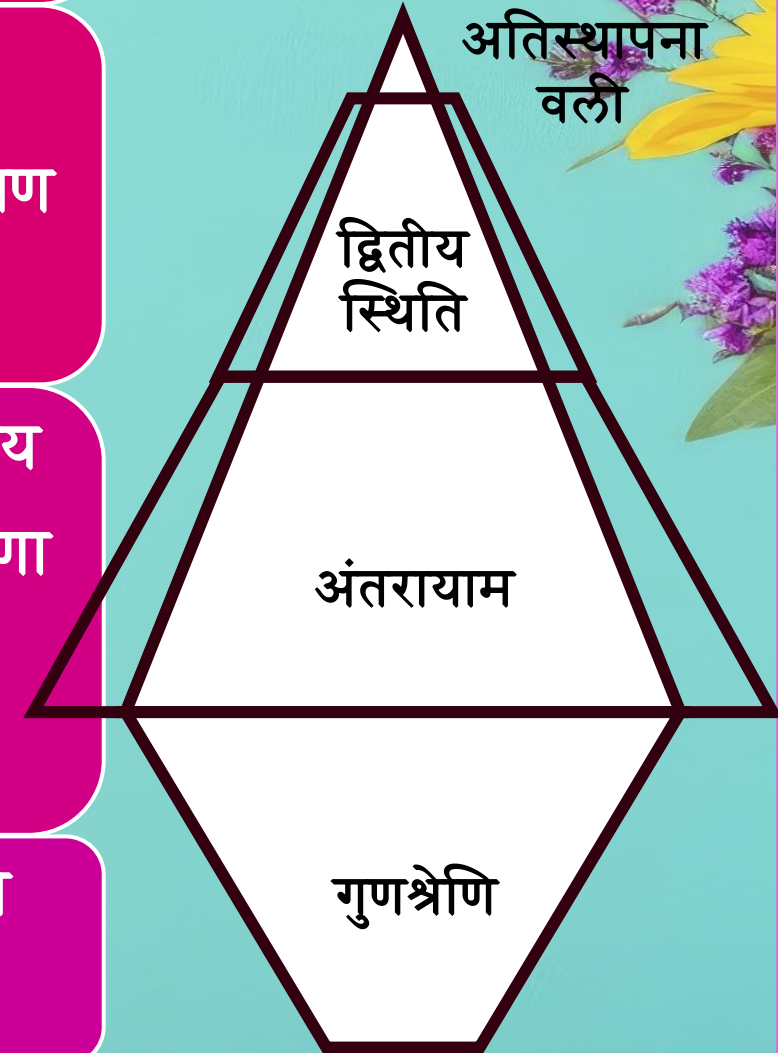 अतिस्थापना
वली
द्वितीय
स्थिति
अंतरायाम
गुणश्रेणि